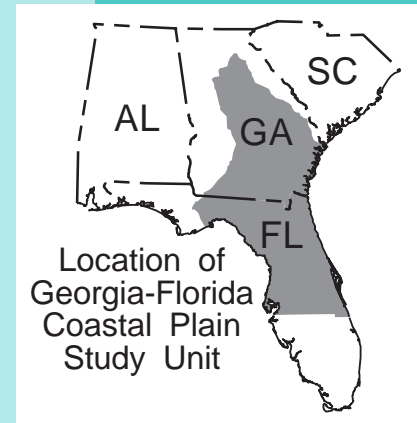 SC
AL
GA
FL
Location of
Georgia-Florida
Coastal Plain
Study Unit